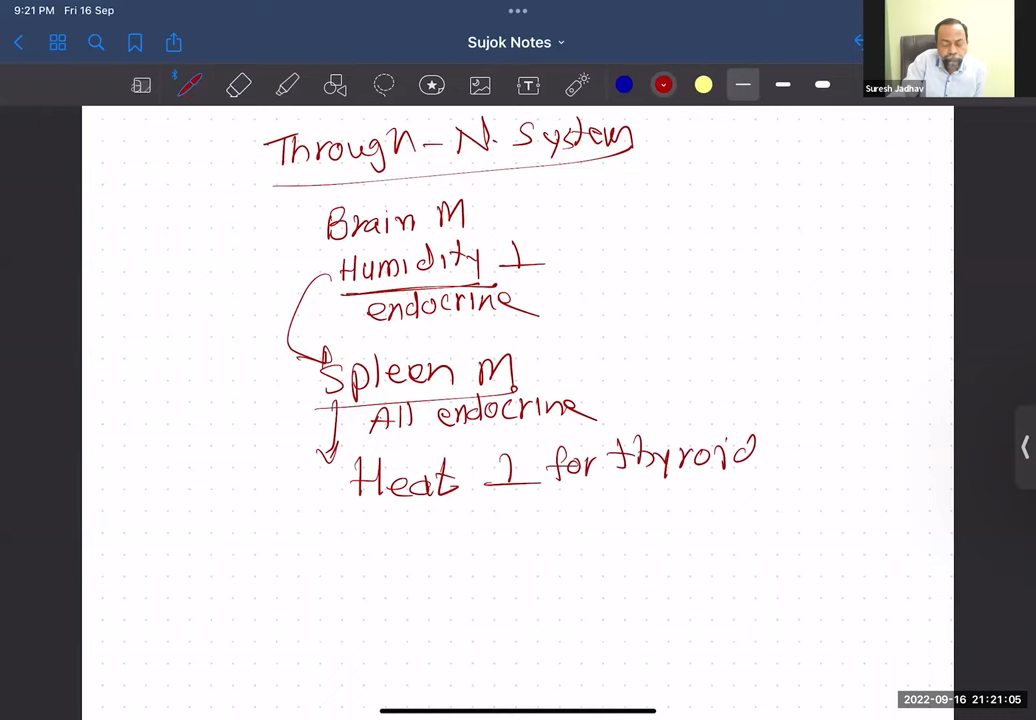 9:21 PM Fri 16 Sep
Sujok Notes
Suresh Jadhav
Through - N. System
Brain M
Humidity ⊥
endocrine
Spleen M
All endocrine
Heat ⊥ for thyroid
2022-09-16 21:21:05